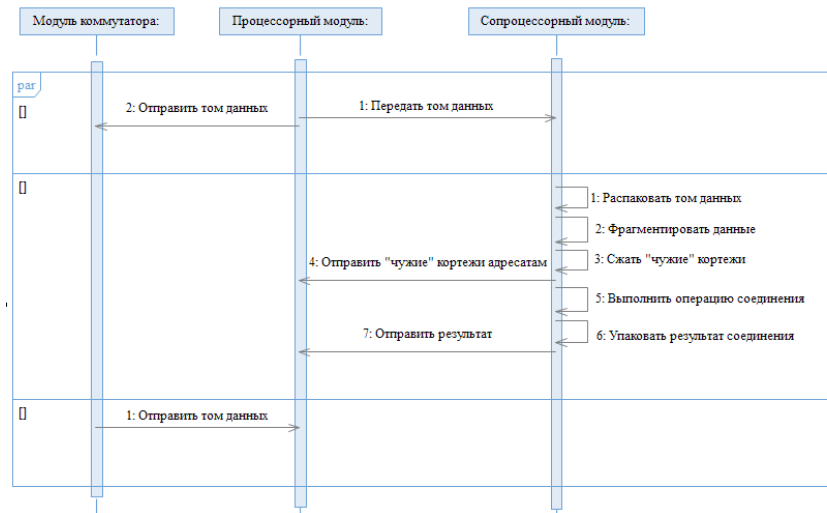 Модуль коммутатора:
Процессорный модуль:
Сопроцессорный модуль:
par
[]
2: Отправить том данных
1: Передать том данных
[]
1: Распаковать том данных
2: Фрагментировать данные
4: Отправить "чужие" кортежи адресатам
3: Сжать "чужие" кортежи
5: Выполнить операцию соединения
7: Отправить результат
6: Упаковать результат соединения
[]
1: Отправить том данных